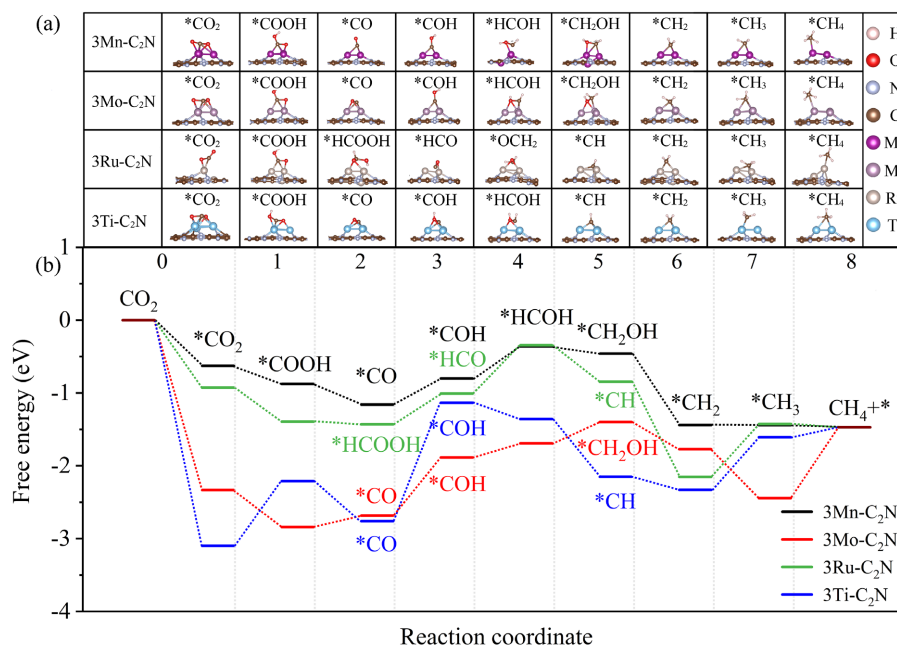 (a)
*CO₂ *COOH *CO *COH *HCOH *CH₂OH *CH₂ *CH₃ *CH₄
3Mn-C₂N
H
O
*CO₂ *COOH *CO *COH *HCOH *CH₂OH *CH₂ *CH₃ *CH₄
3Mo-C₂N
N
C
*CO₂ *COOH *HCOOH *HCO *OCH₂ *CH *CH₂ *CH₃ *CH₄
3Ru-C₂N
M
M
*CO₂ *COOH *CO *COH *HCOH *CH *CH₂ *CH₃ *CH₄
3Ti-C₂N
R
T
0 1 2 3 4 5 6 7 8
(b)
1
0
-1
-2
-3
-4
Free energy (eV)
CO₂
*CO₂
*COOH
*CO
*COH
*HCOH
*CH₂OH
*CH₂
*CH₃
CH₄+*
*HCO
*HCOOH
*CH
*COH
*CO
*COH
*CH₂OH
*CO
*CH
3Mn-C₂N
3Mo-C₂N
3Ru-C₂N
3Ti-C₂N
Reaction coordinate